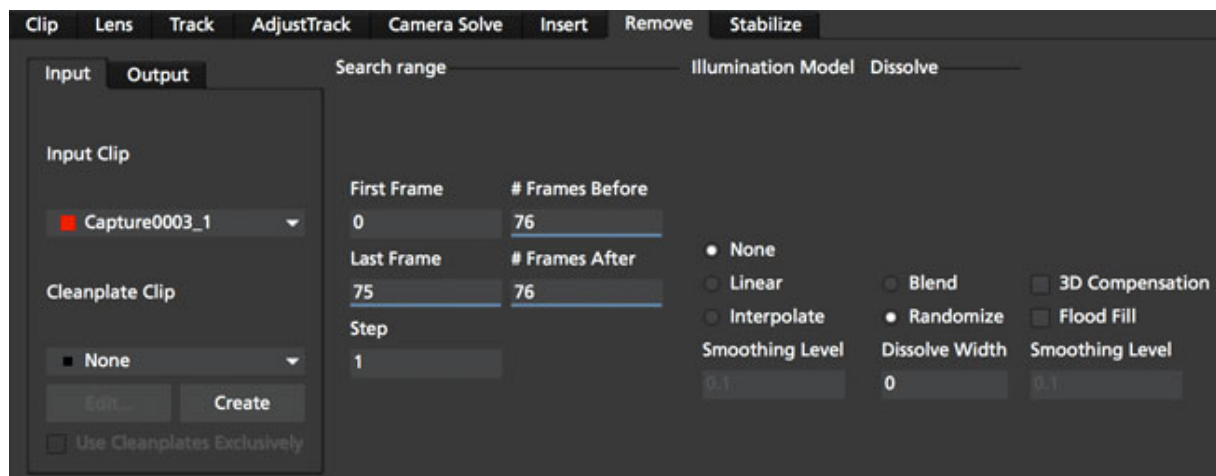 Clip Lens Track AdjustTrack Camera Solve Insert Remove Stabilize
Input Output
Search range Illumination Model Dissolve
Input Clip
First Frame # Frames Before
Capture0003_1 0 76
None
Last Frame # Frames After
Cleanplate Clip Linear Blend 3D Compensation
75 76
Interpolate Randomize Flood Fill
Step
Smoothing Level Dissolve Width Smoothing Level
None 1
0.1 0 0.1
Edit... Create
Use Cleanplates Exclusively